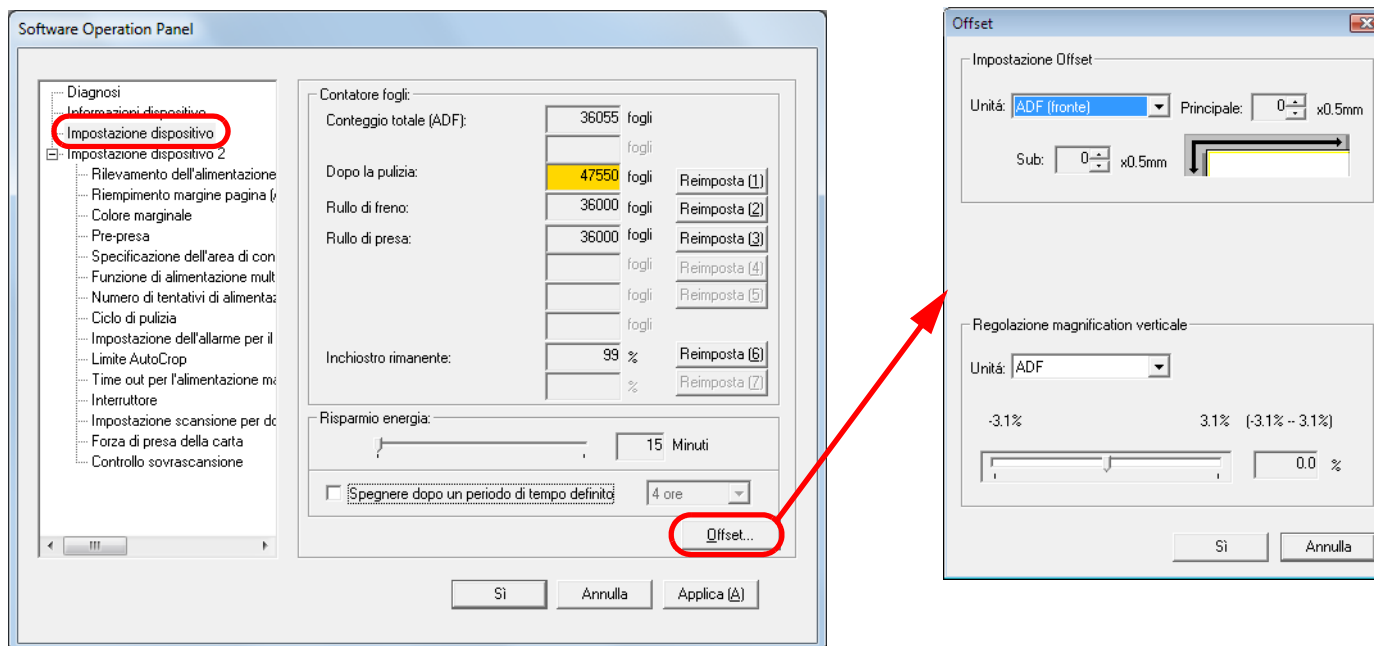 Software Operation Panel
Diagnosi
Informazioni dispositivo
Impostazione dispositivo
Impostazione dispositivo 2
Rilevamento dell'alimentazione
Riempimento margine pagina (
Colore marginale
Pre-presa
Specificazione dell'area di con
Funzione di alimentazione mult
Numero di tentativi di alimentaz
Ciclo di pulizia
Impostazione dell'allarme per il
Limite AutoCrop
Time out per l'alimentazione ma
Interruttore
Impostazione scansione per do
Forza di presa della carta
Controllo sovrascansione
Contatore fogli:
Conteggio totale (ADF): 36055 fogli
fogli
Dopo la pulizia: 47550 fogli Reimposta (1)
Rullo di freno: 36000 fogli Reimposta (2)
Rullo di presa: 36000 fogli Reimposta (3)
fogli Reimposta (4)
fogli Reimposta (5)
fogli
Inchiostro rimanente: 99 % Reimposta (6)
% Reimposta (7)
Risparmio energia:
15 Minuti
Spegnere dopo un periodo di tempo definito 4 ore
Offset...
Sì Annulla Applica (A)
Offset
Impostazione Offset
Unitá: ADF (fronte) Principale: 0 x0.5mm
Sub: 0 x0.5mm
Regolazione magnification verticale
Unitá: ADF
-3.1% 3.1% (-3.1% -- 3.1%)
0.0 %
Sì Annulla